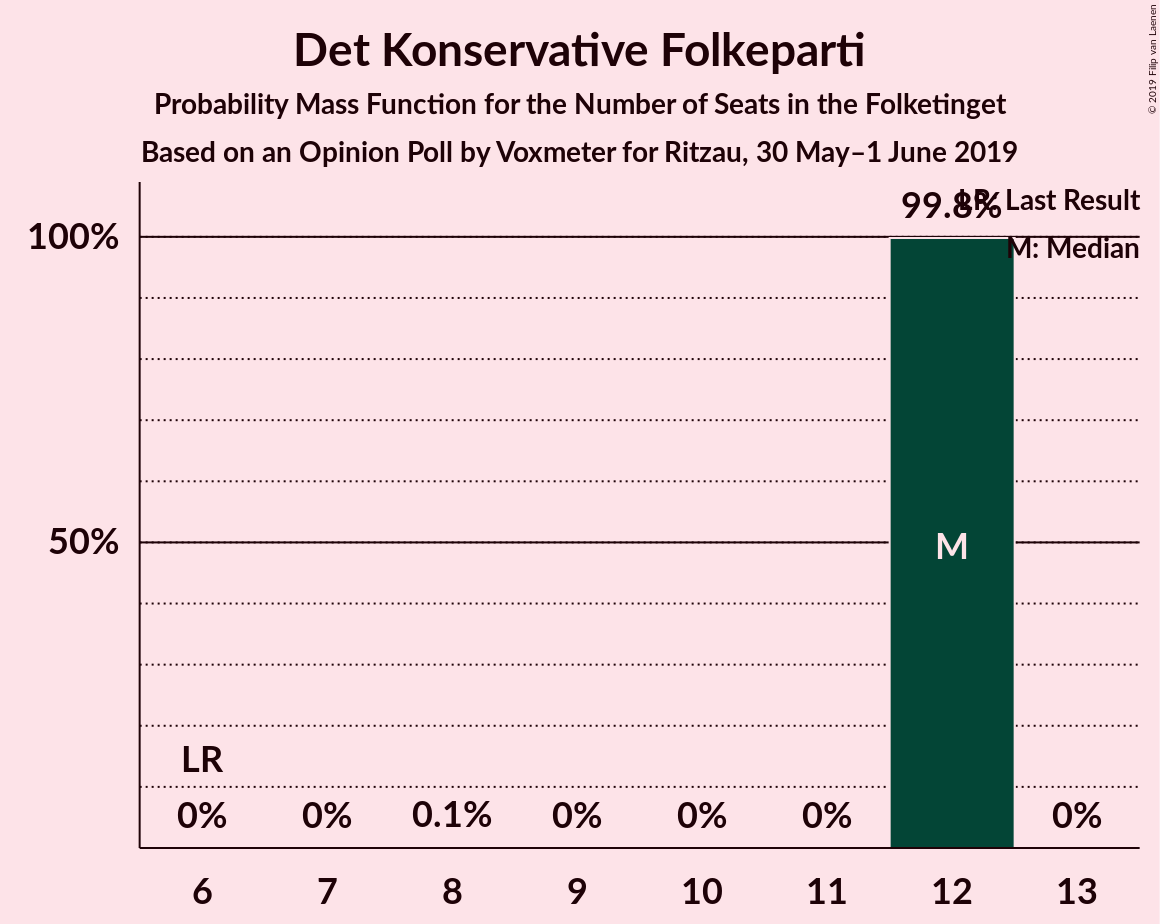 Det Konservative Folkeparti
Probability Mass Function for the Number of Seats in the Folketinget
Based on an Opinion Poll by Voxmeter for Ritzau, 30 May–1 June 2019
© 2019 Filip van Laenen
LR: Last Result
M: Median
99.8%
100%
50%
M
LR
0%
0%
0.1%
0%
0%
0%
0%
6
7
8
9
10
11
12
13